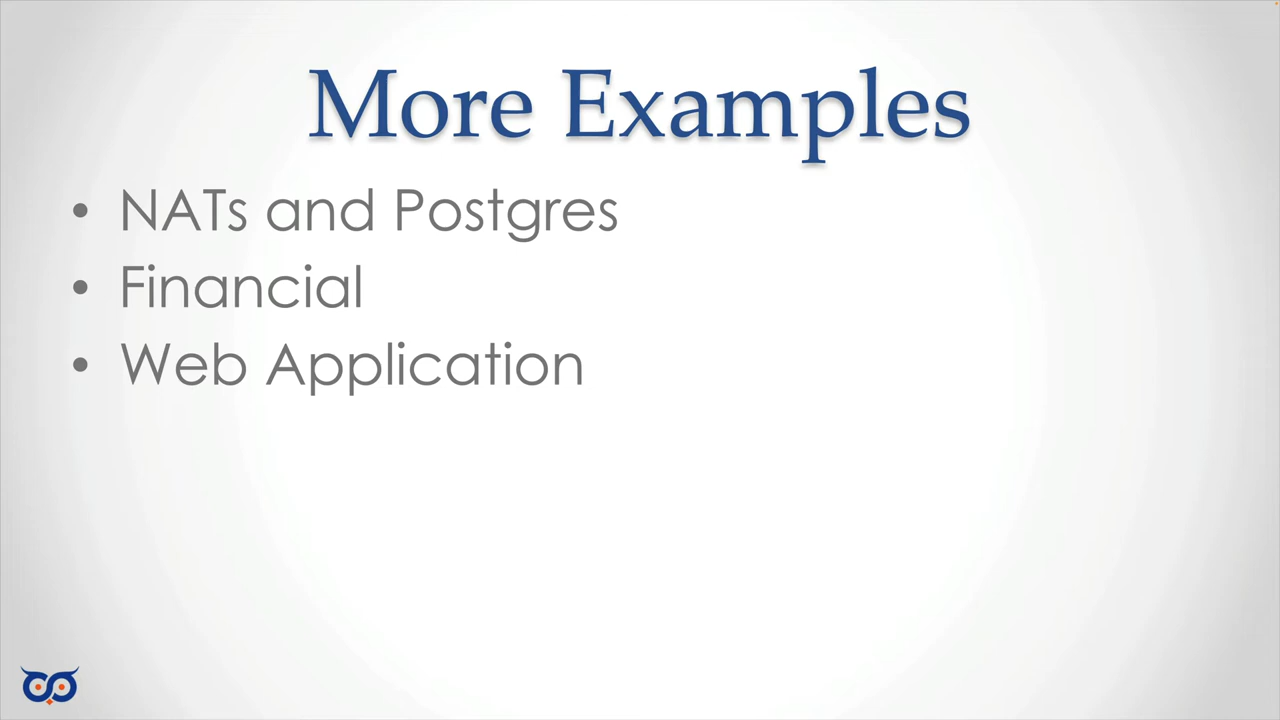 More Examples
• NATs and Postgres
• Financial
• Web Application